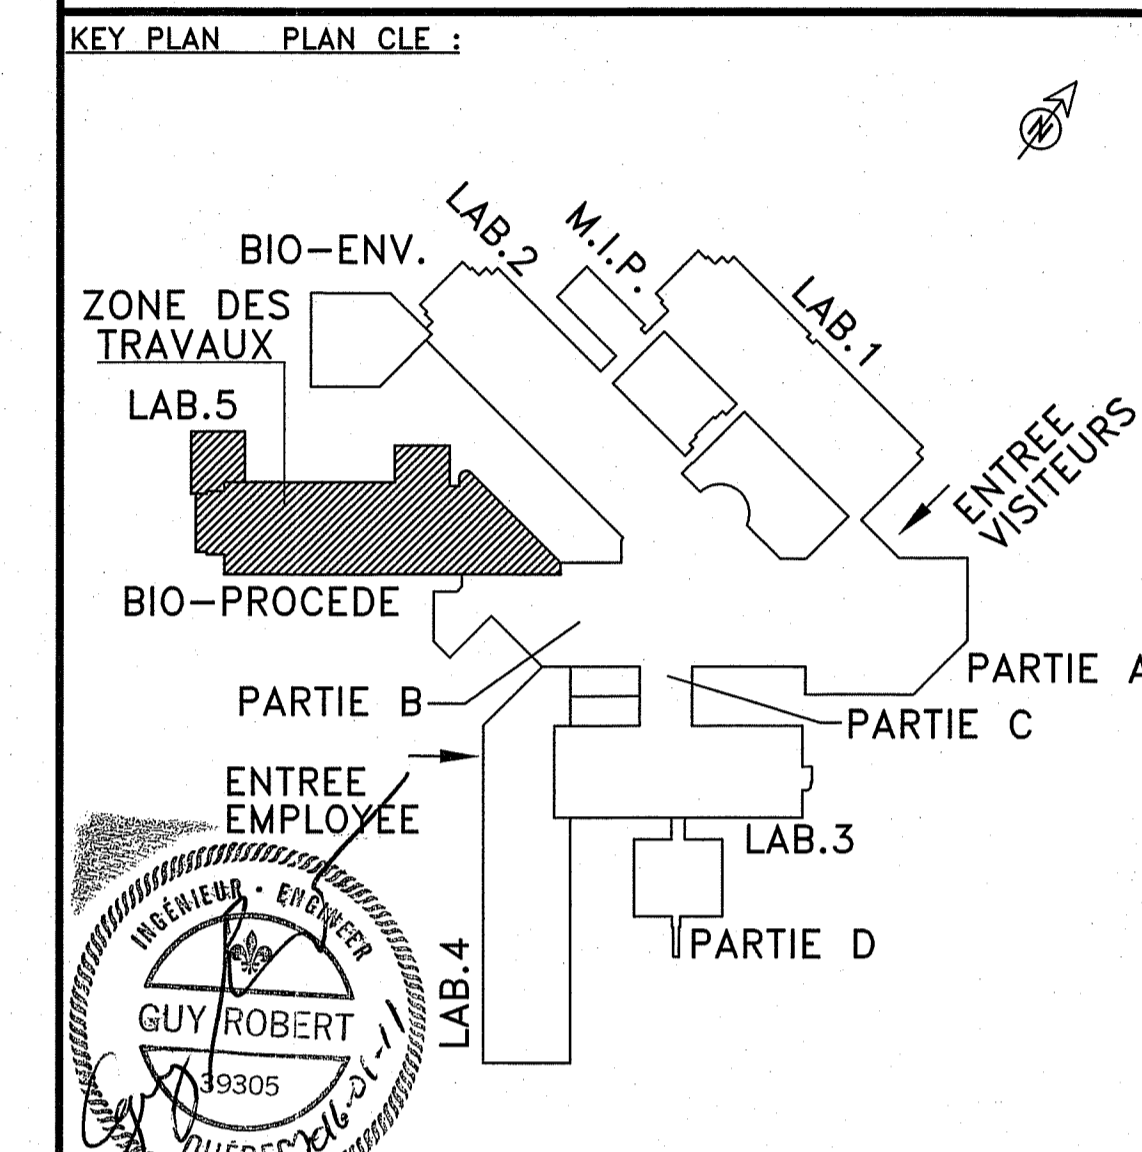 KEY PLAN PLAN CLE :
N
LAB.2
M.I.P.
BIO-ENV.
LAB.1
ZONE DES
TRAVAUX
LAB.5
ENTREE
VISITEURS
BIO-PROCEDE
PARTIE A
PARTIE B
PARTIE C
ENTREE
EMPLOYEE
LAB.3
PARTIE D
LAB.4
INGÉNIEUR · ENGINEER
GUY ROBERT
39305